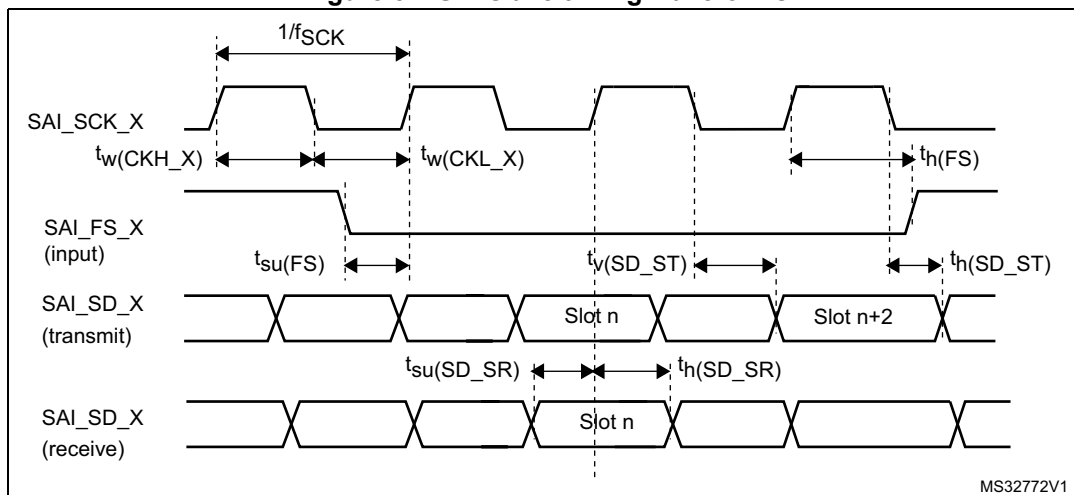 1/fSCK
SAI_SCK_X
tw(CKH_X)
tw(CKL_X)
th(FS)
SAI_FS_X
(input)
tsu(FS)
tv(SD_ST)
th(SD_ST)
SAI_SD_X
(transmit)
Slot n
Slot n+2
tsu(SD_SR)
th(SD_SR)
SAI_SD_X
(receive)
Slot n
MS32772V1